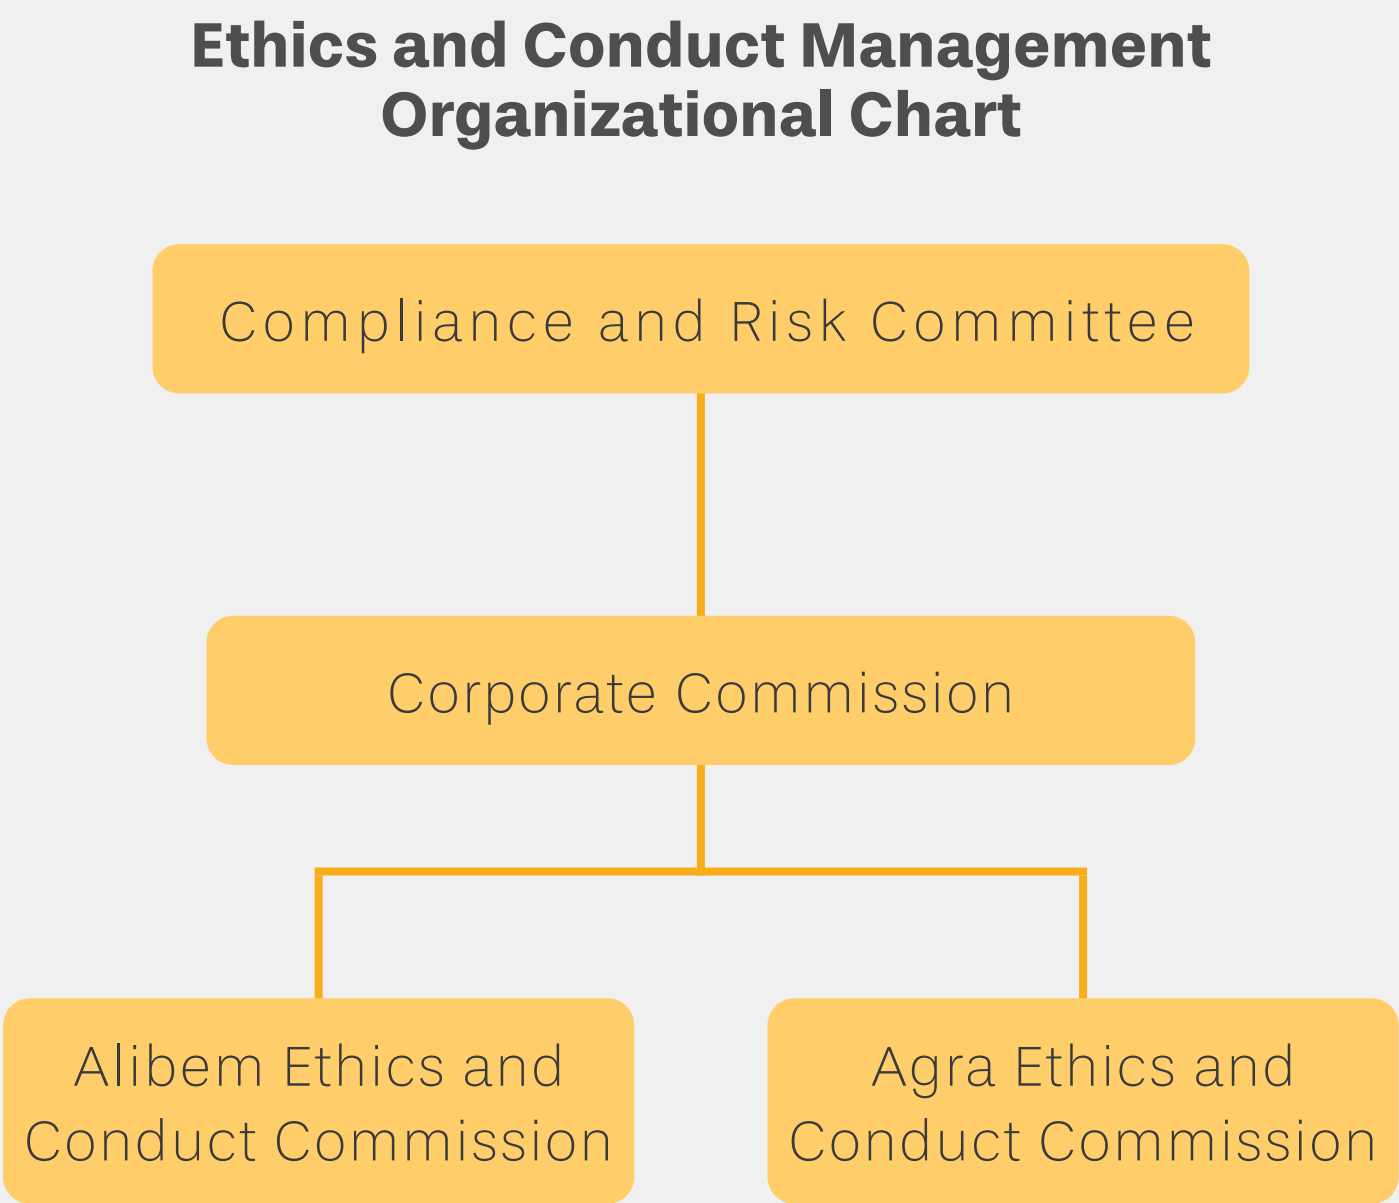 Ethics and Conduct Management
Organizational Chart
Compliance and Risk Committee
Corporate Commission
Alibem Ethics and
Conduct Commission
Agra Ethics and
Conduct Commission